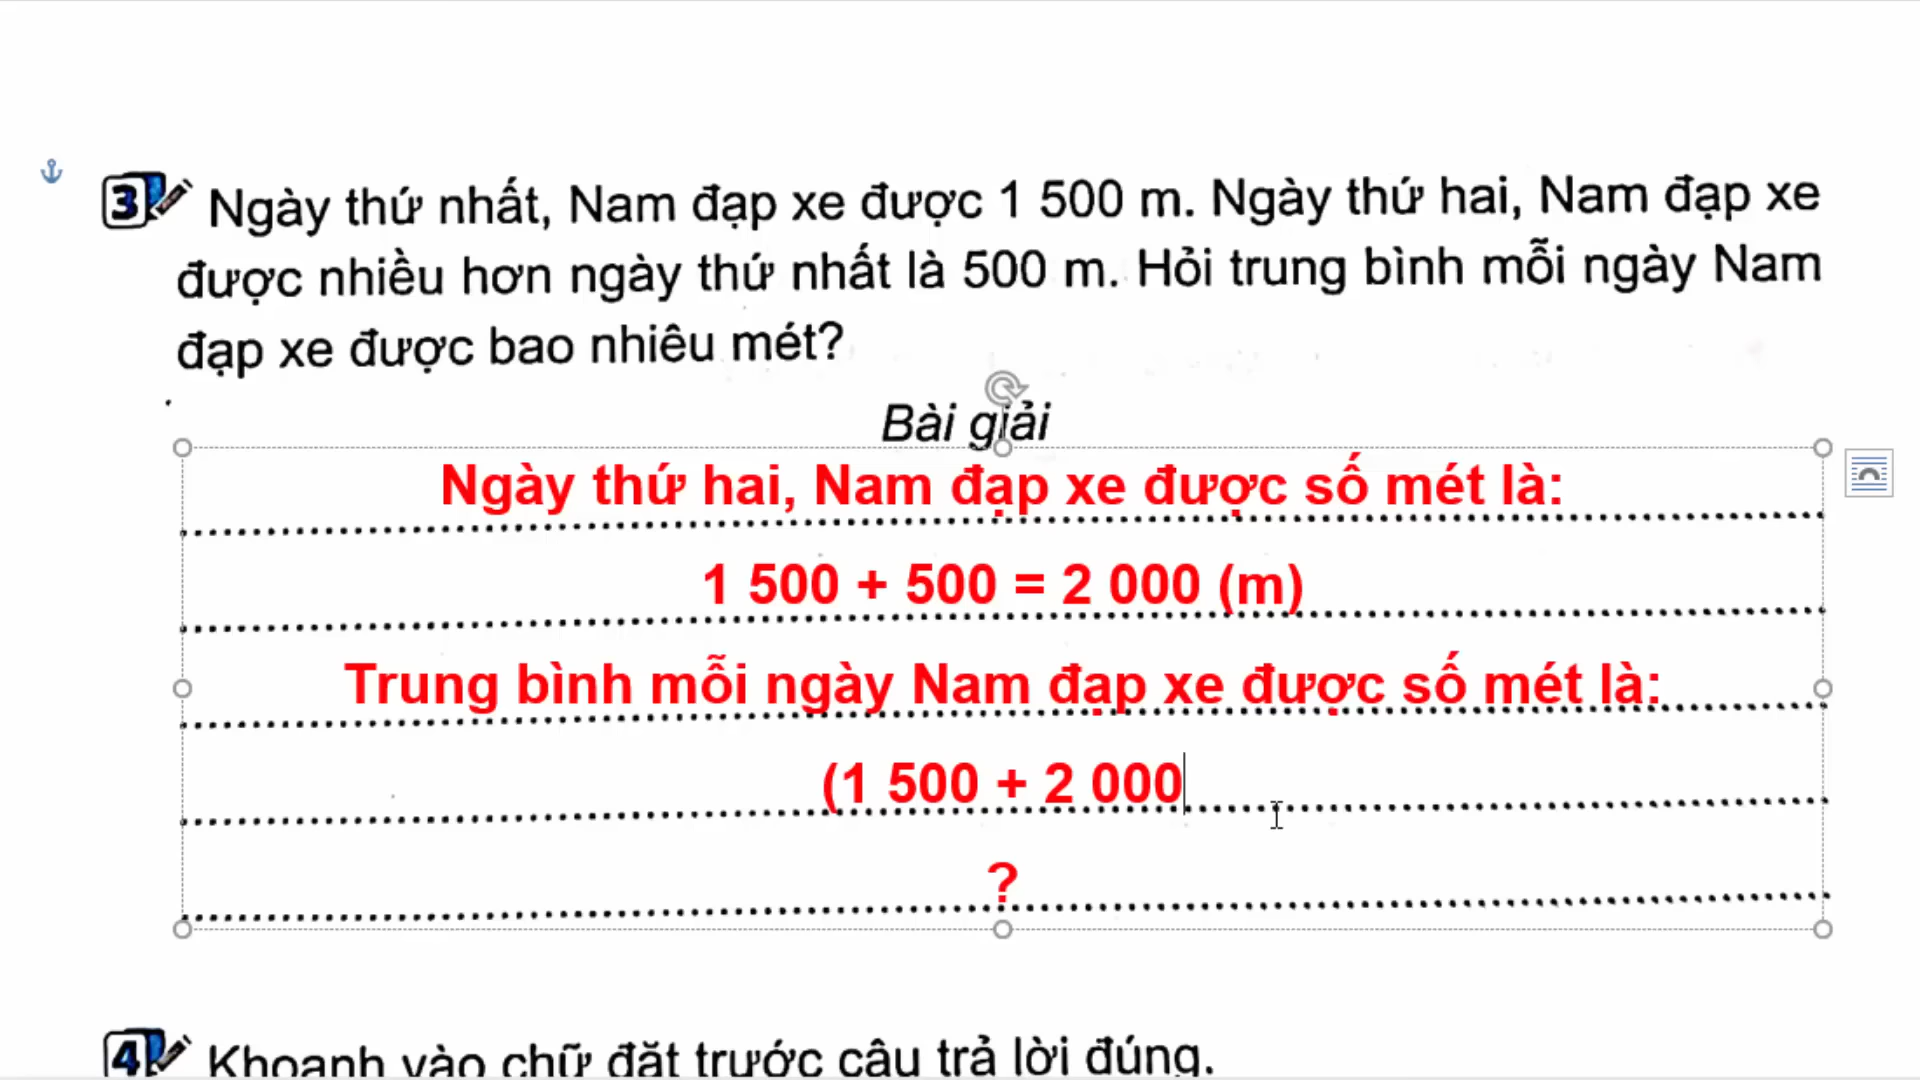 3 Ngày thứ nhất, Nam đạp xe được 1 500 m. Ngày thứ hai, Nam đạp xe
được nhiều hơn ngày thứ nhất là 500 m. Hỏi trung bình mỗi ngày Nam
đạp xe được bao nhiêu mét?
Bài giải
Ngày thứ hai, Nam đạp xe được số mét là:
1 500 + 500 = 2 000 (m)
Trung bình mỗi ngày Nam đạp xe được số mét là:
(1 500 + 2 000
?
4 Khoanh vào chữ đặt trước câu trả lời đúng.